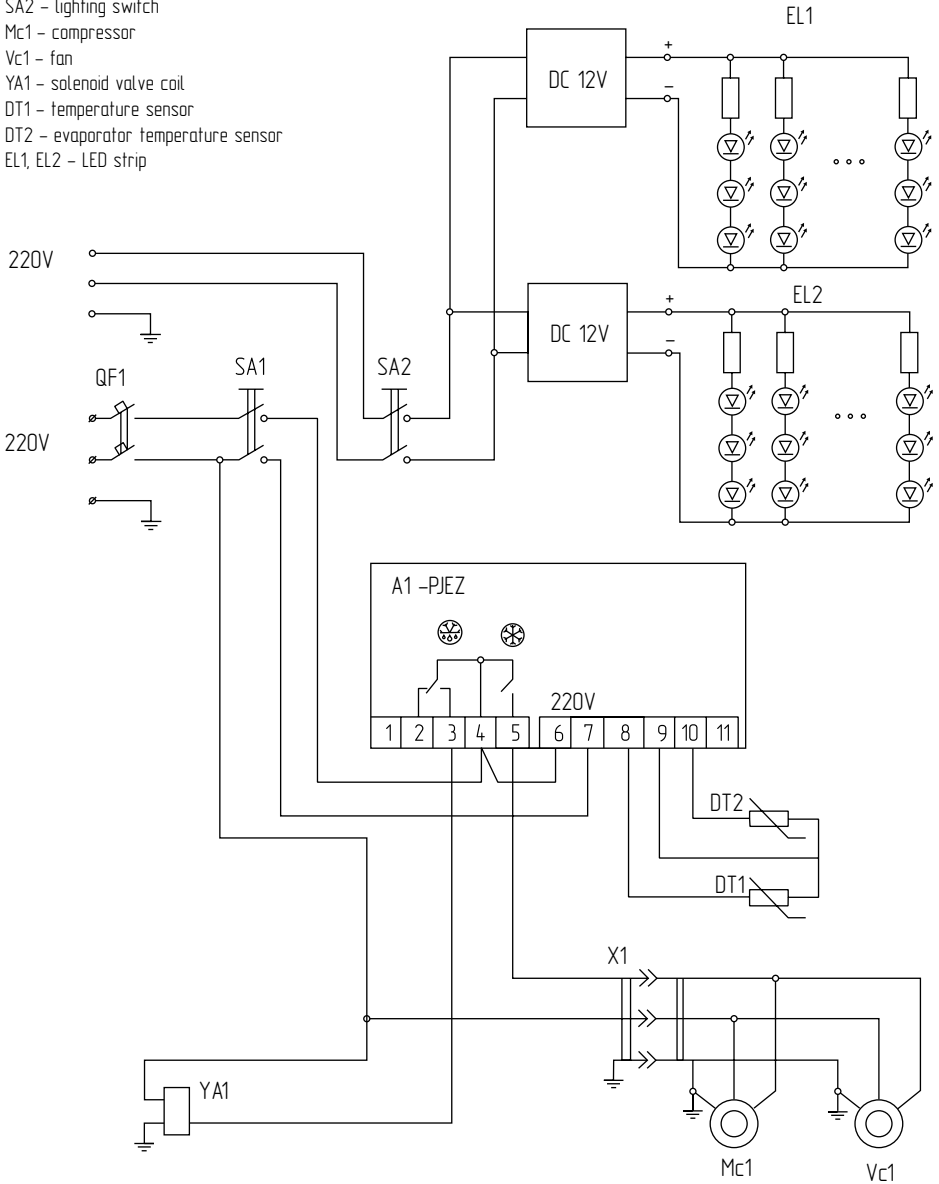 SA2 – lighting switch
Mc1 – compressor
Vc1 – fan
YA1 – solenoid valve coil
DT1 – temperature sensor
DT2 – evaporator temperature sensor
EL1, EL2 – LED strip
EL1
DC 12V
+
–
220V
EL2
DC 12V
+
–
QF1
SA1
SA2
220V
A1 –PJEZ
220V
1 2 3 4 5 6 7 8 9 10 11
DT2
DT1
X1
YA1
Mc1
Vc1